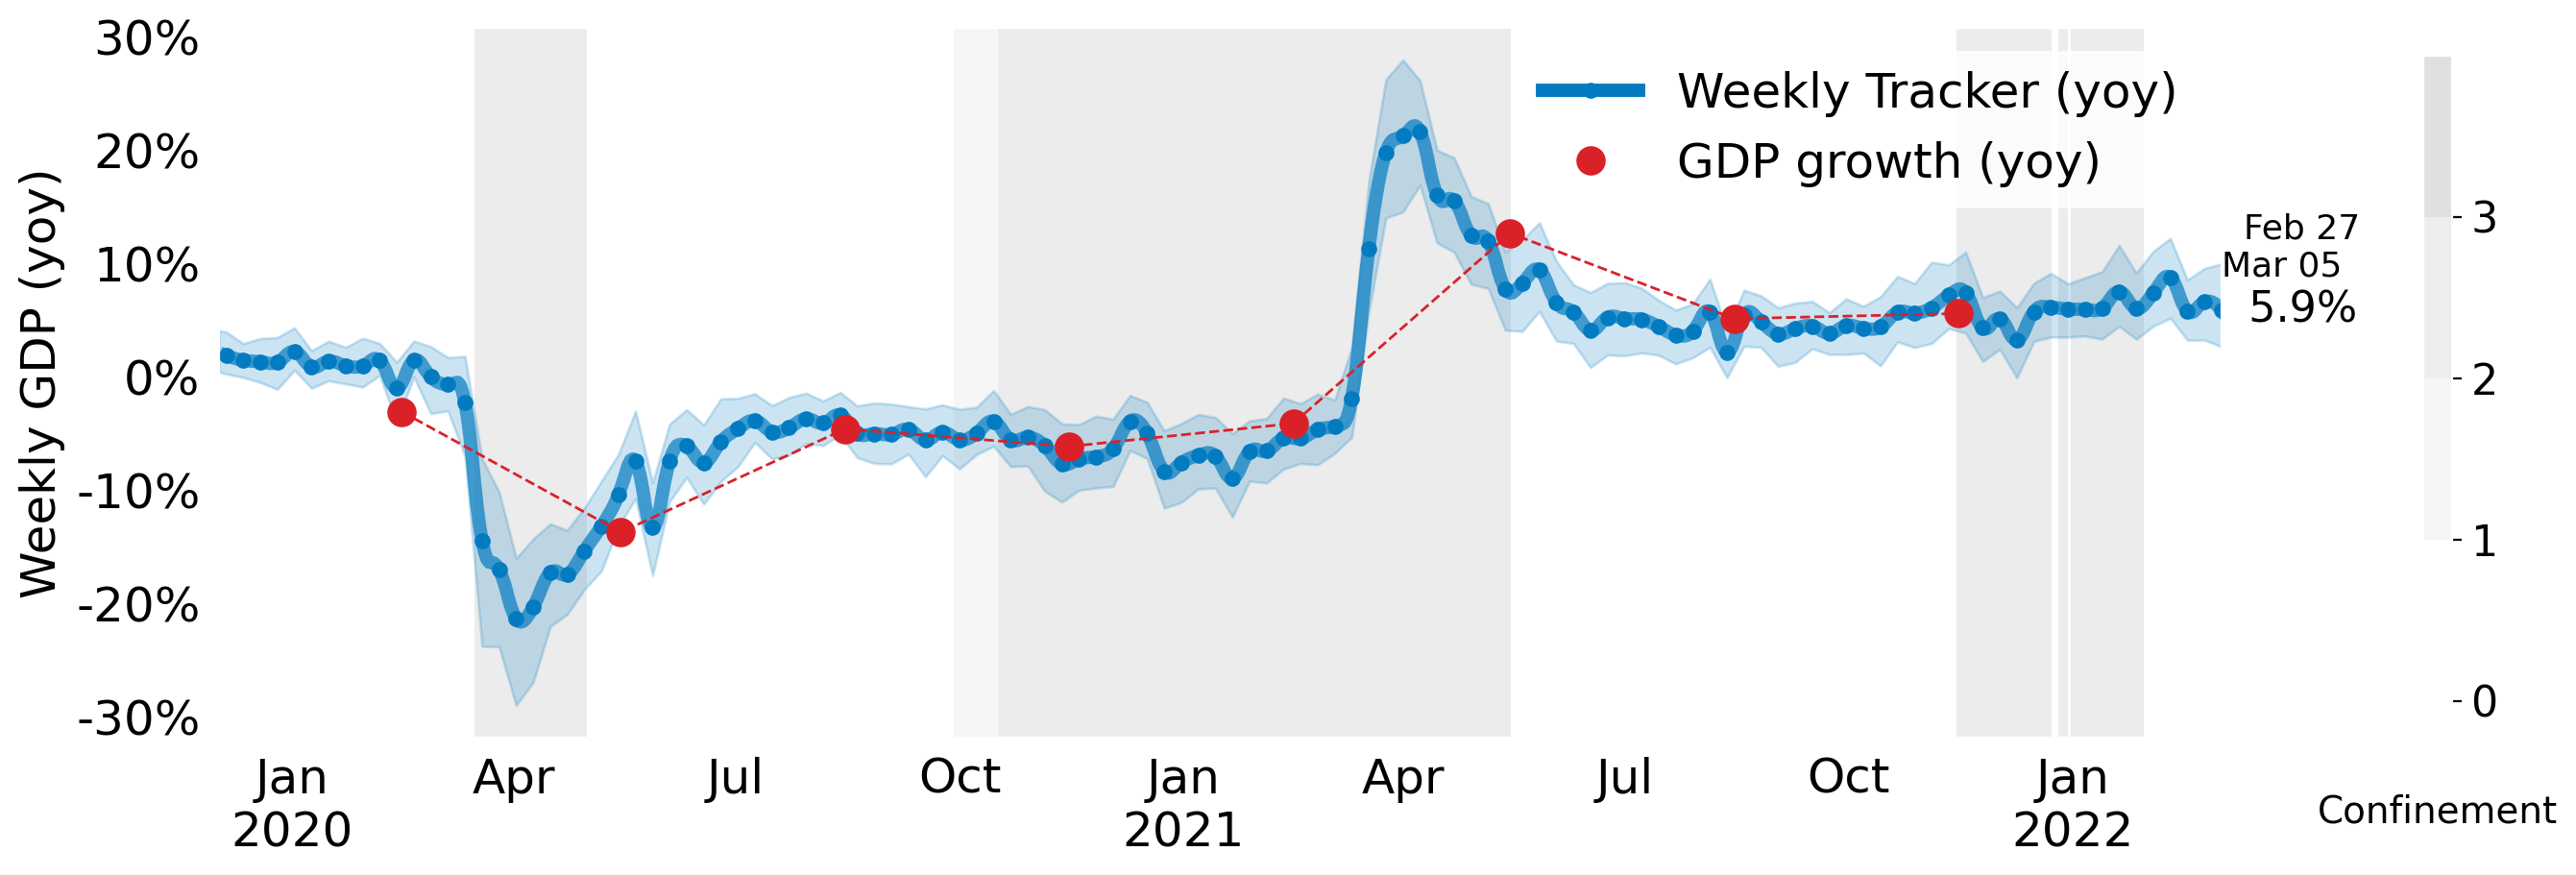 30%
20%
10%
0%
-10%
-20%
-30%
Weekly GDP (yoy)
Weekly Tracker (yoy)
GDP growth (yoy)
Feb 27
Mar 05
5.9%
3
2
1
0
Confinement
Jan Apr Jul Oct Jan Apr Jul Oct Jan
2020 2021 2022